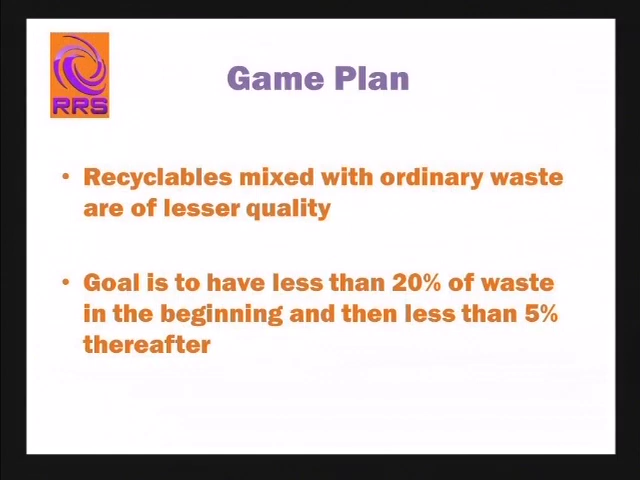 RRS
Game Plan
• Recyclables mixed with ordinary waste
are of lesser quality
• Goal is to have less than 20% of waste
in the beginning and then less than 5%
thereafter